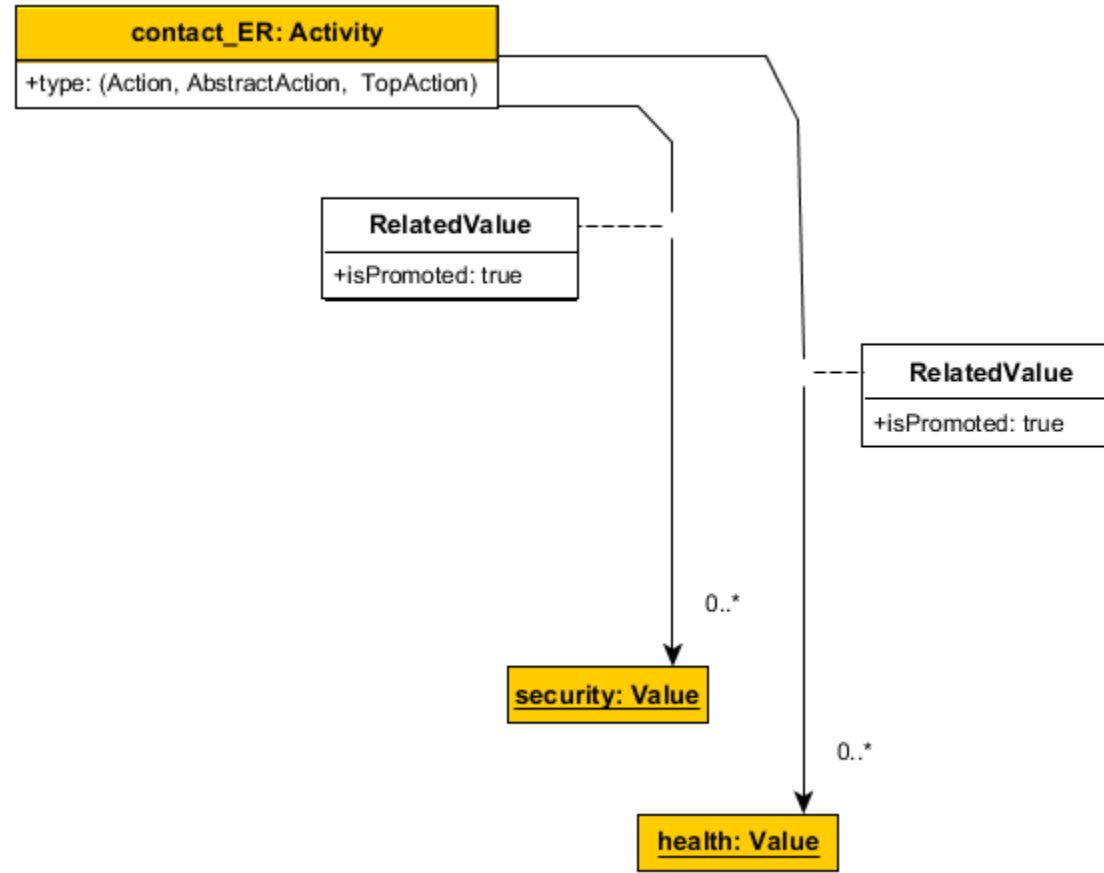 contact_ER: Activity
+type: (Action, AbstractAction, TopAction)
RelatedValue
+isPromoted: true
RelatedValue
+isPromoted: true
0..*
security: Value
0..*
health: Value